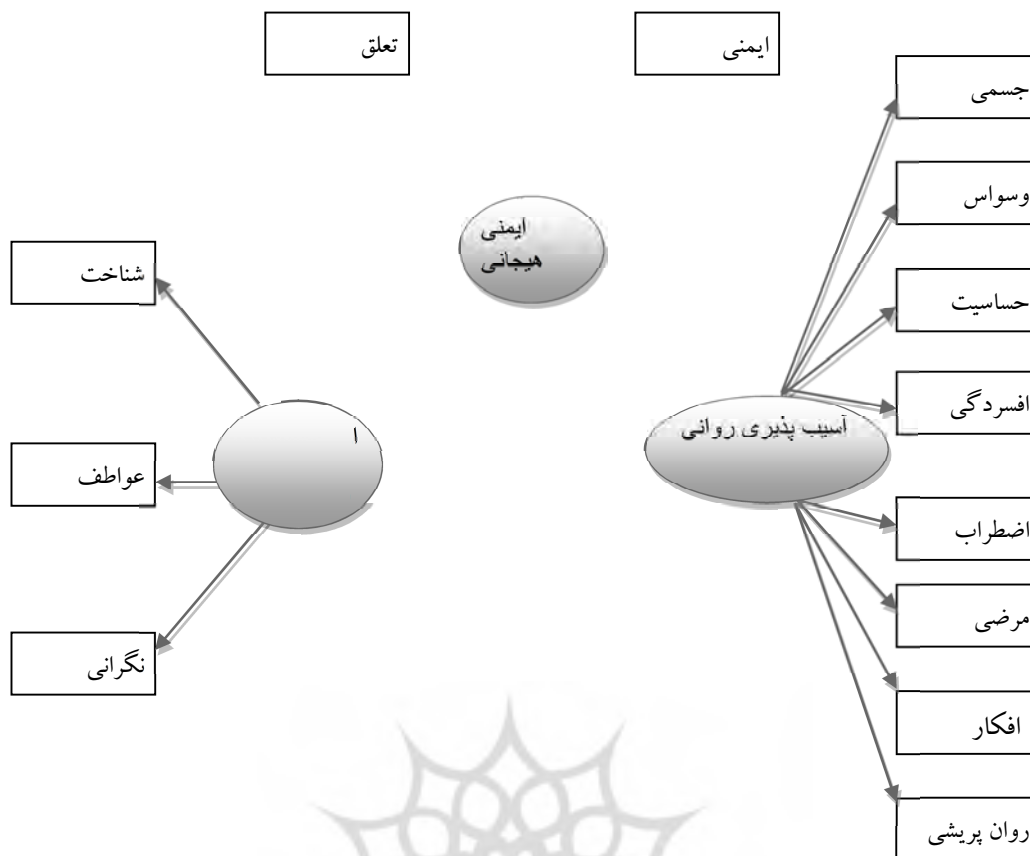 ایمنی
تعلق
جسمی
وسواس
ایمنی
هیجانی
شناخت
حساسیت
افسردگی
آسیب پذیری روانی
ا
عواطف
اضطراب
مرضی
نگرانی
افکار
روان پریشی